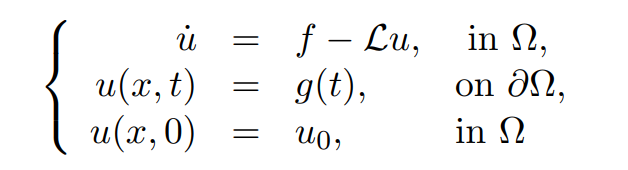 u̇ = f − ℒu, in Ω,
u(x, t) = g(t), on ∂Ω,
u(x, 0) = u₀, in Ω